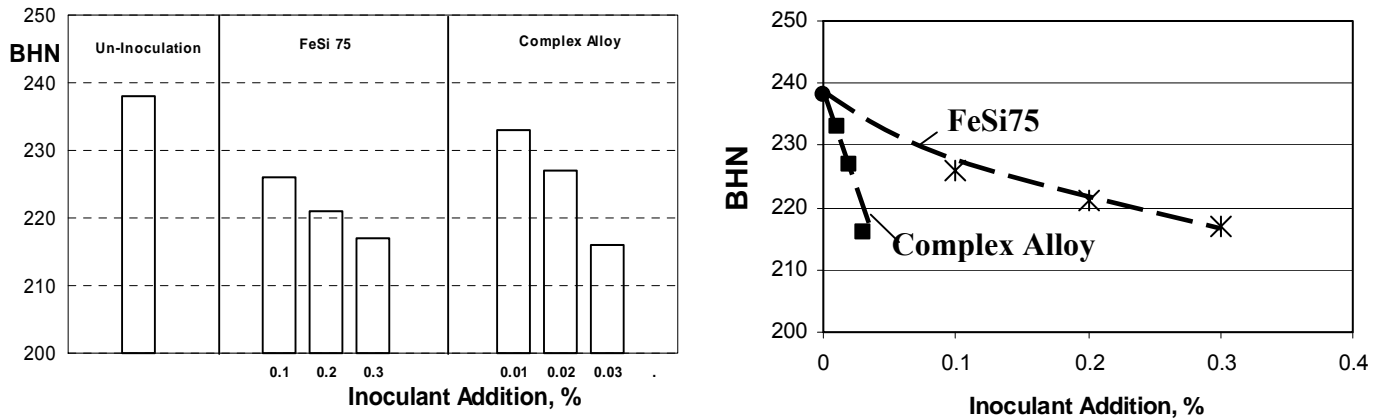 250
BHN
240
230
220
210
200
Un-Inoculation
FeSi 75
Complex Alloy
0.1 0.2 0.3 0.01 0.02 0.03 .
Inoculant Addition, %
250
240
230
220
210
200
BHN
FeSi75
Complex Alloy
0 0.1 0.2 0.3 0.4
Inoculant Addition, %